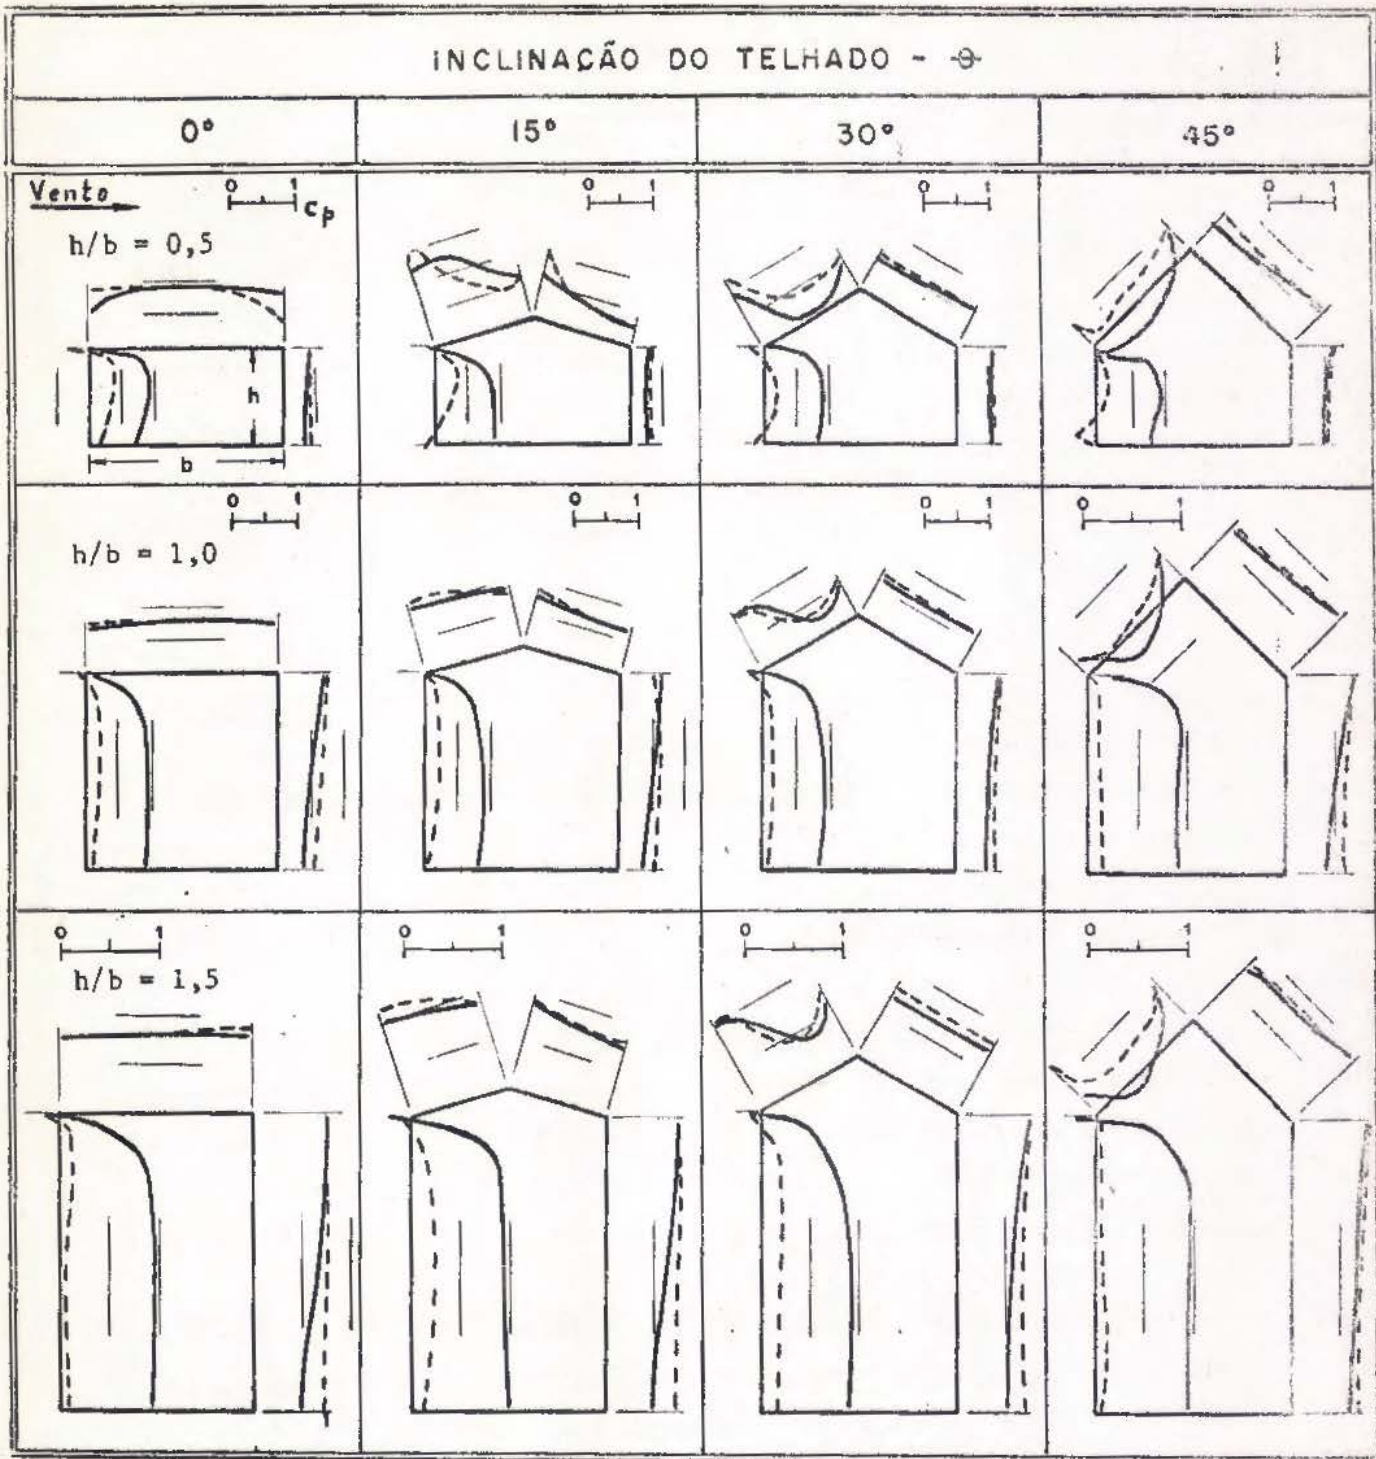 INCLINAÇÃO DO TELHADO - θ
0° 15° 30° 45°
Vento 0 1 Cp 0 1 0 1 0 1
h/b = 0,5
h
b
0 1 0 1 0 1 0 1
h/b = 1,0
0 1 0 1 0 1 0 1
h/b = 1,5